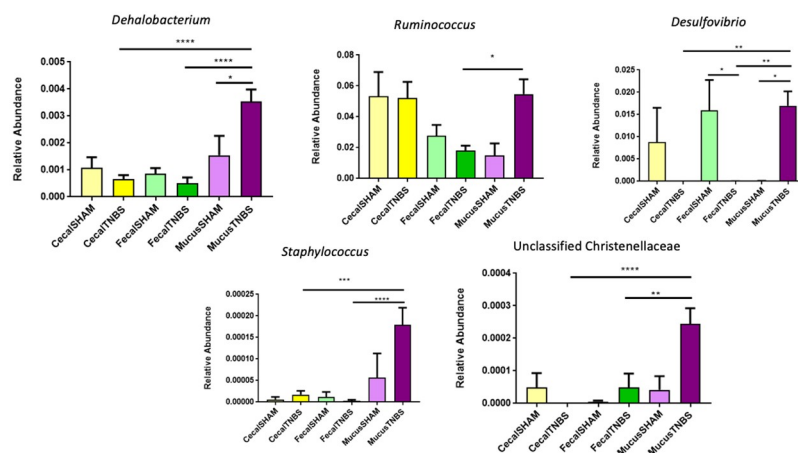 Dehalobacterium
****
****
*
0.005
0.004
0.003
0.002
0.001
0.000
Relative Abundance
CecalSHAM
CecalTNBS
FecalSHAM
FecalTNBS
MucusSHAM
MucusTNBS
Ruminococcus
*
0.08
0.06
0.04
0.02
0.00
Relative Abundance
CecalSHAM
CecalTNBS
FecalSHAM
FecalTNBS
MucusSHAM
MucusTNBS
Desulfovibrio
**
**
*
*
0.025
0.020
0.015
0.010
0.005
0.000
Relative Abundance
CecalSHAM
CecalTNBS
FecalSHAM
FecalTNBS
MucusSHAM
MucusTNBS
Staphylococcus
***
****
0.00025
0.00020
0.00015
0.00010
0.00005
0.00000
Relative Abundance
CecalSHAM
CecalTNBS
FecalSHAM
FecalTNBS
MucusSHAM
MucusTNBS
Unclassified Christenellaceae
****
**
0.0004
0.0003
0.0002
0.0001
0.0000
Relative Abundance
CecalSHAM
CecalTNBS
FecalSHAM
FecalTNBS
MucusSHAM
MucusTNBS